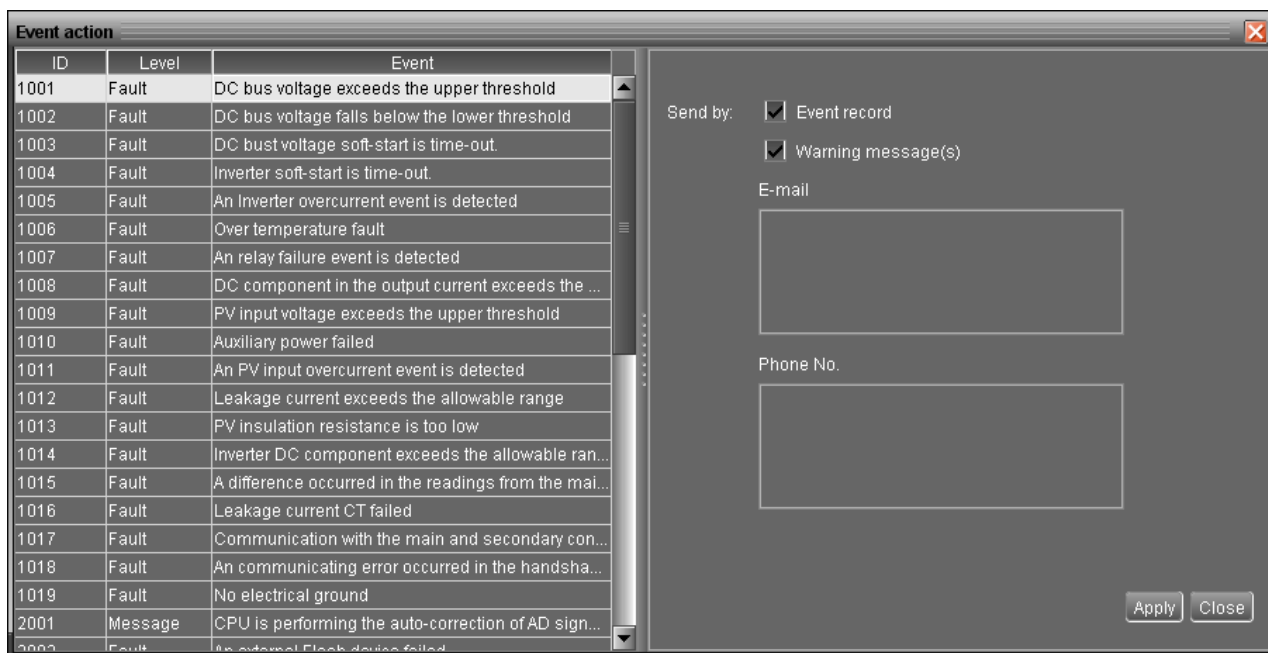 Event action
ID Level Event
1001 Fault DC bus voltage exceeds the upper threshold
1002 Fault DC bus voltage falls below the lower threshold
1003 Fault DC bust voltage soft-start is time-out.
1004 Fault Inverter soft-start is time-out.
1005 Fault An Inverter overcurrent event is detected
1006 Fault Over temperature fault
1007 Fault An relay failure event is detected
1008 Fault DC component in the output current exceeds the ...
1009 Fault PV input voltage exceeds the upper threshold
1010 Fault Auxiliary power failed
1011 Fault An PV input overcurrent event is detected
1012 Fault Leakage current exceeds the allowable range
1013 Fault PV insulation resistance is too low
1014 Fault Inverter DC component exceeds the allowable ran...
1015 Fault A difference occurred in the readings from the mai...
1016 Fault Leakage current CT failed
1017 Fault Communication with the main and secondary con...
1018 Fault An communicating error occurred in the handsha...
1019 Fault No electrical ground
2001 Message CPU is performing the auto-correction of AD sign...
2002 Fault An external Flash device failed
Send by: Event record
Warning message(s)
E-mail
Phone No.
Apply Close